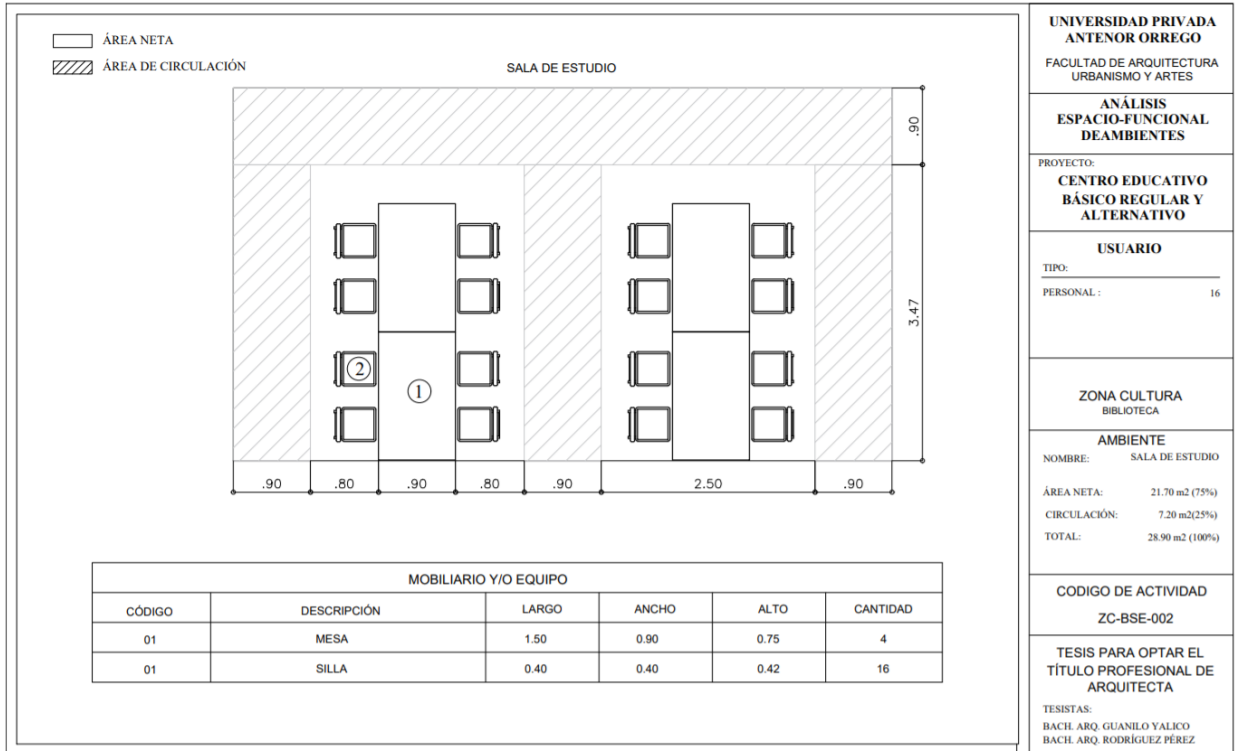 ÁREA NETA
ÁREA DE CIRCULACIÓN
SALA DE ESTUDIO
.90
3.47
2
1
.90 .80 .90 .80 .90 2.50 .90
MOBILIARIO Y/O EQUIPO
CÓDIGO DESCRIPCIÓN LARGO ANCHO ALTO CANTIDAD
01 MESA 1.50 0.90 0.75 4
01 SILLA 0.40 0.40 0.42 16
UNIVERSIDAD PRIVADA
ANTENOR ORREGO
FACULTAD DE ARQUITECTURA
URBANISMO Y ARTES
ANÁLISIS
ESPACIO-FUNCIONAL
DEAMBIENTES
PROYECTO:
CENTRO EDUCATIVO
BÁSICO REGULAR Y
ALTERNATIVO
USUARIO
TIPO:
PERSONAL : 16
ZONA CULTURA
BIBLIOTECA
AMBIENTE
NOMBRE: SALA DE ESTUDIO
ÁREA NETA: 21.70 m2 (75%)
CIRCULACIÓN: 7.20 m2(25%)
TOTAL: 28.90 m2 (100%)
CODIGO DE ACTIVIDAD
ZC-BSE-002
TESIS PARA OPTAR EL
TÍTULO PROFESIONAL DE
ARQUITECTA
TESISTAS:
BACH. ARQ. GUANILO YALICO
BACH. ARQ. RODRÍGUEZ PÉREZ